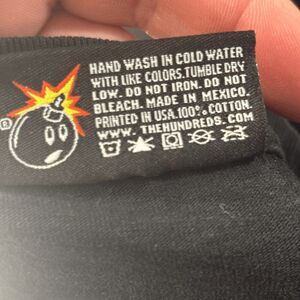 HAND WASH IN COLD WATER
WITH LIKE COLORS.TUMBLE DRY
LOW. DO NOT IRON. DO NOT
BLEACH. MADE IN MEXICO.
PRINTED IN USA.100% COTTON.
WWW. THEHUNDREDS. COM
®